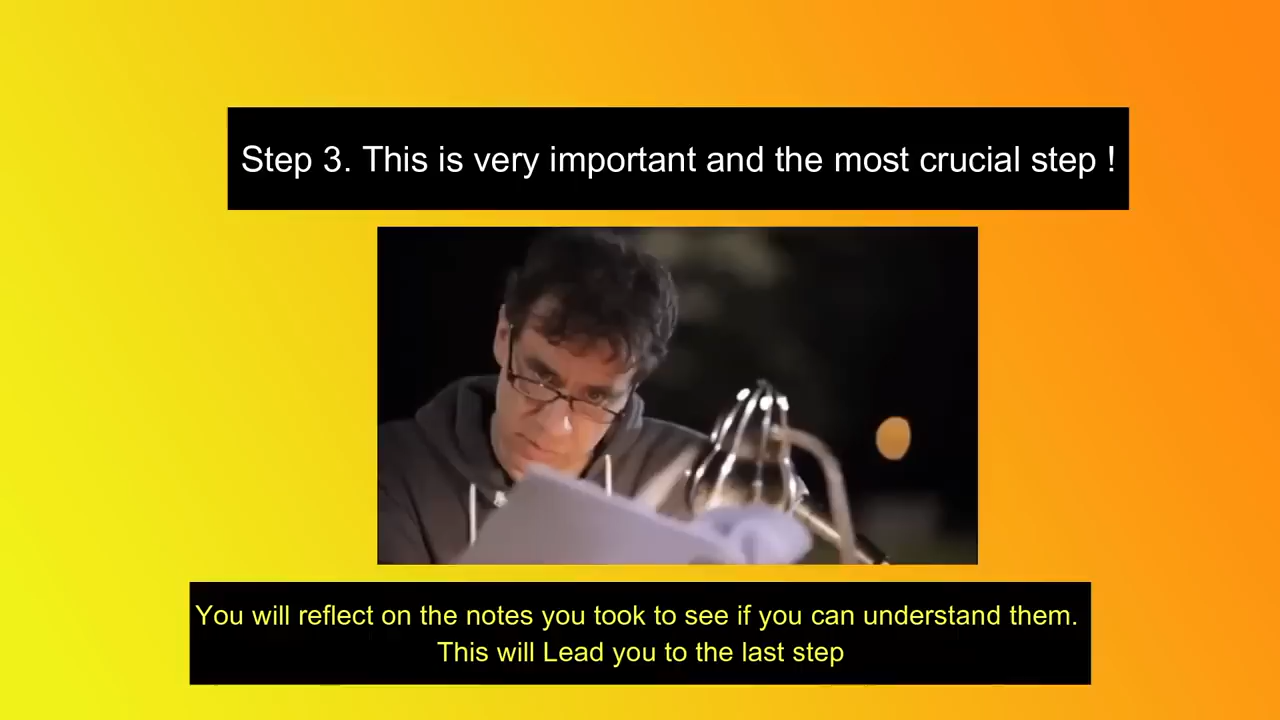 Step 3. This is very important and the most crucial step !
You will reflect on the notes you took to see if you can understand them.
This will Lead you to the last step